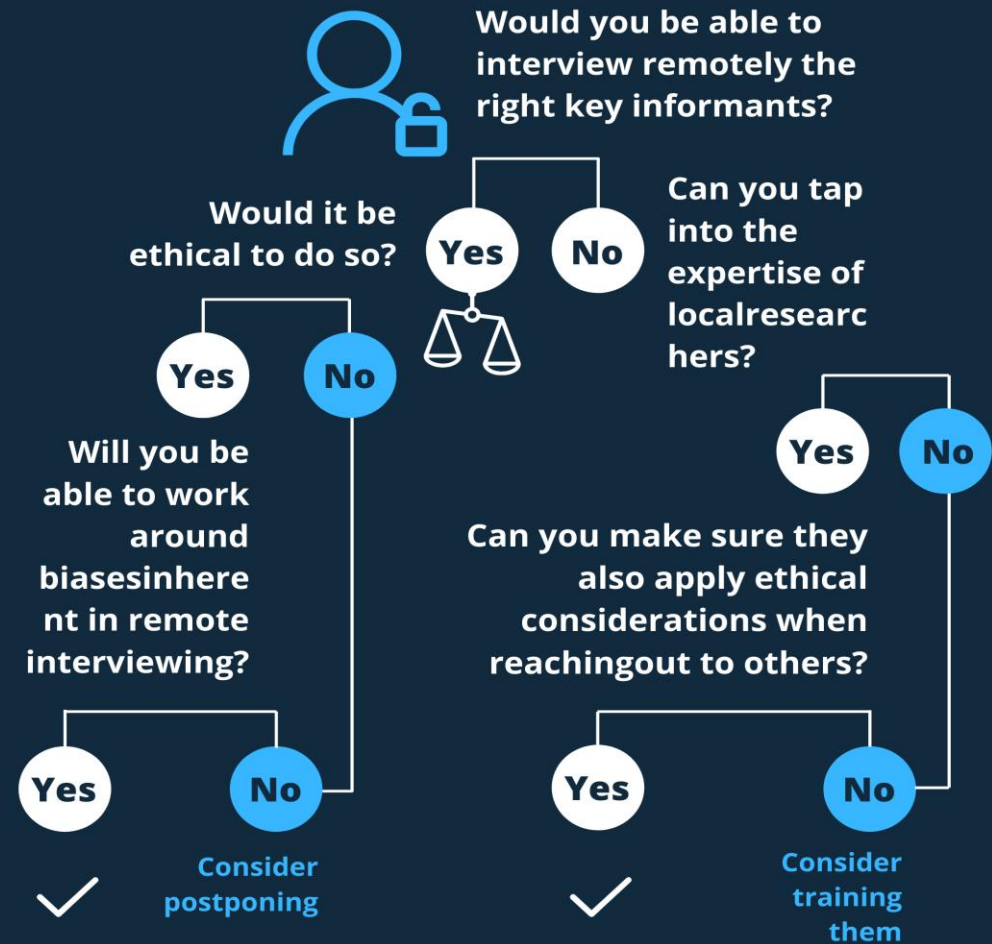 Would you be able to
interview remotely the
right key informants?
Yes
No
Would it be
ethical to do so?
Yes
No
Will you be
able to work
around
biasesinhere
nt in remote
interviewing?
Yes
No
Consider
postponing
Can you tap
into the
expertise of
localresearc
hers?
Yes
No
Can you make sure they
also apply ethical
considerations when
reachingout to others?
Yes
No
Consider
training
them